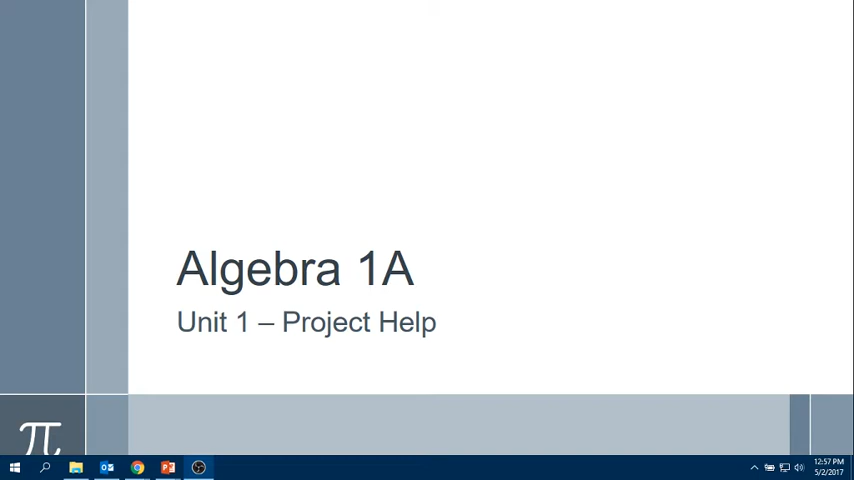 Algebra 1A
Unit 1 – Project Help
π
12:57 PM
5/2/2017